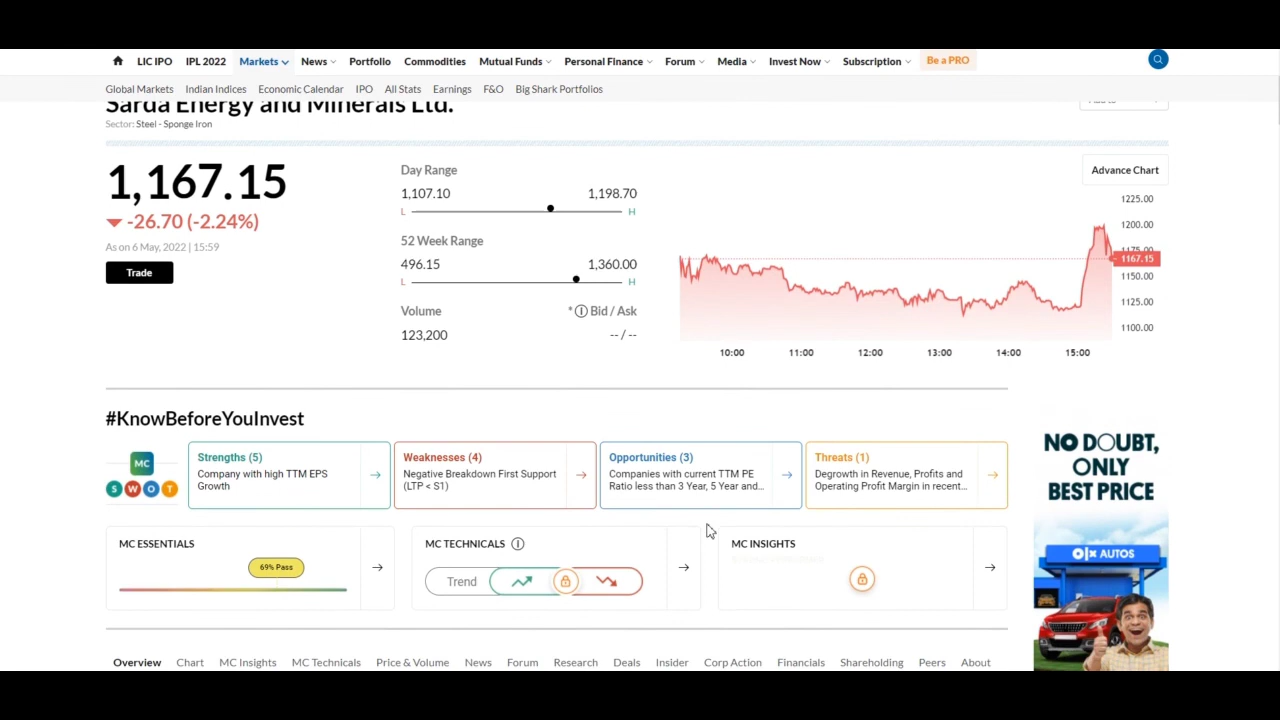 LIC IPO IPL 2022 Markets News Portfolio Commodities Mutual Funds Personal Finance Forum Media Invest Now Subscription Be a PRO
Global Markets Indian Indices Economic Calendar IPO All Stats Earnings F&O Big Shark Portfolios
Sarda Energy and Minerals Ltd.
Sector: Steel - Sponge Iron
1,167.15
-26.70 (-2.24%)
As on 6 May, 2022 | 15:59
Trade
Day Range
1,107.10 1,198.70
L H
52 Week Range
496.15 1,360.00
L H
Volume * Bid / Ask
123,200 -- / --
Advance Chart
1225.00
1200.00
1175.00
1167.15
1150.00
1125.00
1100.00
10:00 11:00 12:00 13:00 14:00 15:00
#KnowBeforeYouInvest
MC
S W O T
Strengths (5)
Company with high TTM EPS
Growth
Weaknesses (4)
Negative Breakdown First Support
(LTP < S1)
Opportunities (3)
Companies with current TTM PE
Ratio less than 3 Year, 5 Year and...
Threats (1)
Degrowth in Revenue, Profits and
Operating Profit Margin in recent...
MC ESSENTIALS
69% Pass
MC TECHNICALS
Trend
MC INSIGHTS
NO DOUBT,
ONLY
BEST PRICE
olx AUTOS
Overview Chart MC Insights MC Technicals Price & Volume News Forum Research Deals Insider Corp Action Financials Shareholding Peers About